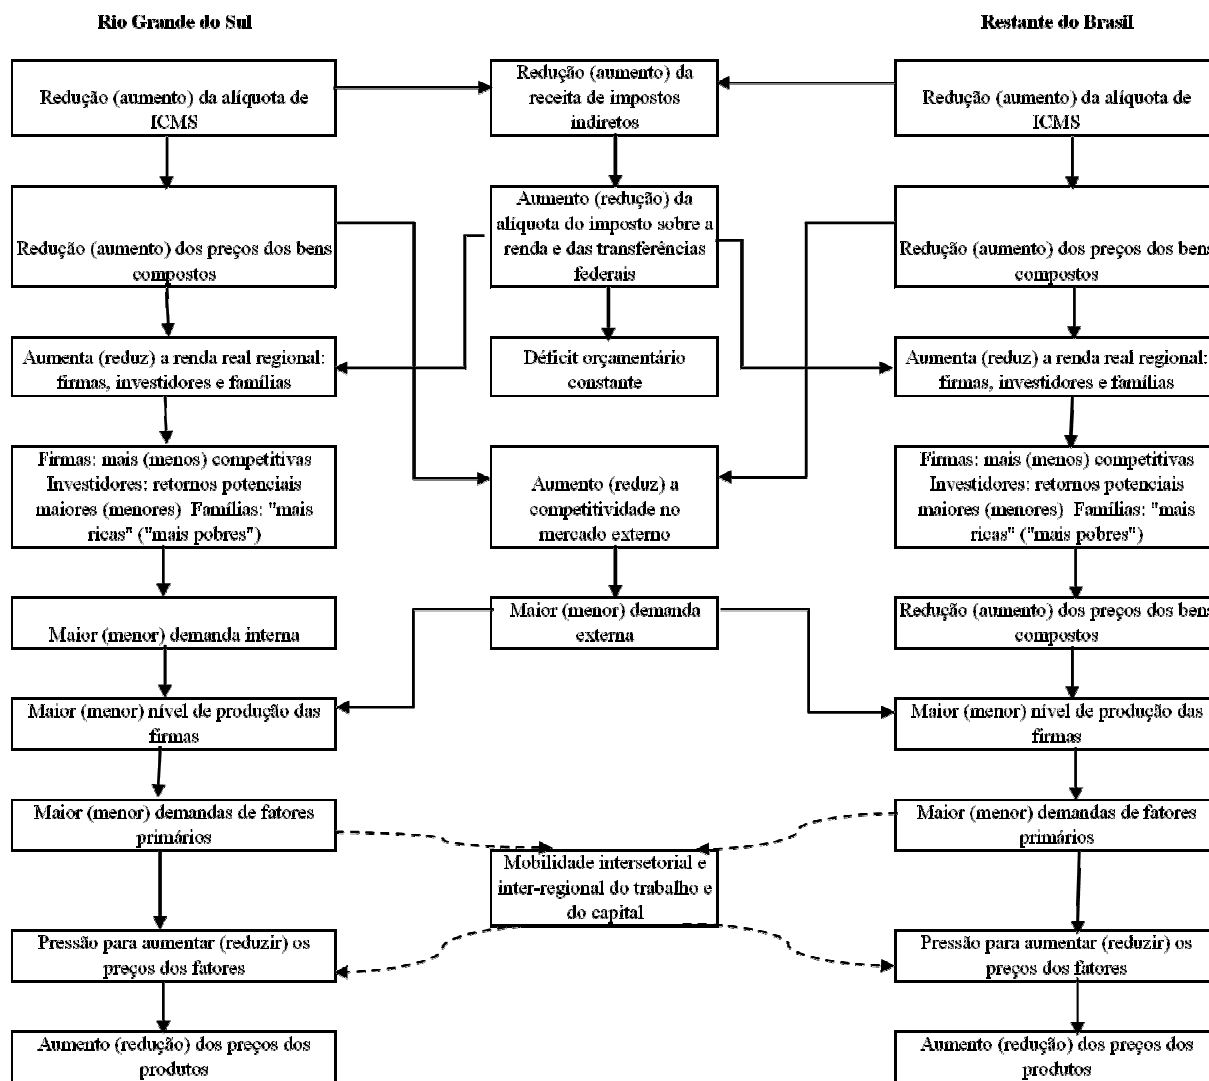 Rio Grande do Sul
Restante do Brasil
Redução (aumento) da alíquota de
ICMS
Redução (aumento) da
receita de impostos
indiretos
Redução (aumento) da alíquota de
ICMS
Redução (aumento) dos preços dos bens
compostos
Aumento (redução) da
alíquota do imposto sobre a
renda e das transferências
federais
Redução (aumento) dos preços dos bens
compostos
Aumenta (reduz) a renda real regional:
firmas, investidores e famílias
Déficit orçamentário
constante
Aumenta (reduz) a renda real regional:
firmas, investidores e famílias
Firmas: mais (menos) competitivas
Investidores: retornos potenciais
maiores (menores) Famílias: "mais
ricas" ("mais pobres")
Aumento (reduz) a
competitividade no
mercado externo
Firmas: mais (menos) competitivas
Investidores: retornos potenciais
maiores (menores) Famílias: "mais
ricas" ("mais pobres")
Maior (menor) demanda interna
Maior (menor) demanda
externa
Redução (aumento) dos preços dos bens
compostos
Maior (menor) nível de produção das
firmas
Maior (menor) nível de produção das
firmas
Maior (menor) demandas de fatores
primários
Maior (menor) demandas de fatores
primários
Mobilidade intersetorial e
inter-regional do trabalho e
do capital
Pressão para aumentar (reduzir) os
preços dos fatores
Pressão para aumentar (reduzir) os
preços dos fatores
Aumento (redução) dos preços dos
produtos
Aumento (redução) dos preços dos
produtos